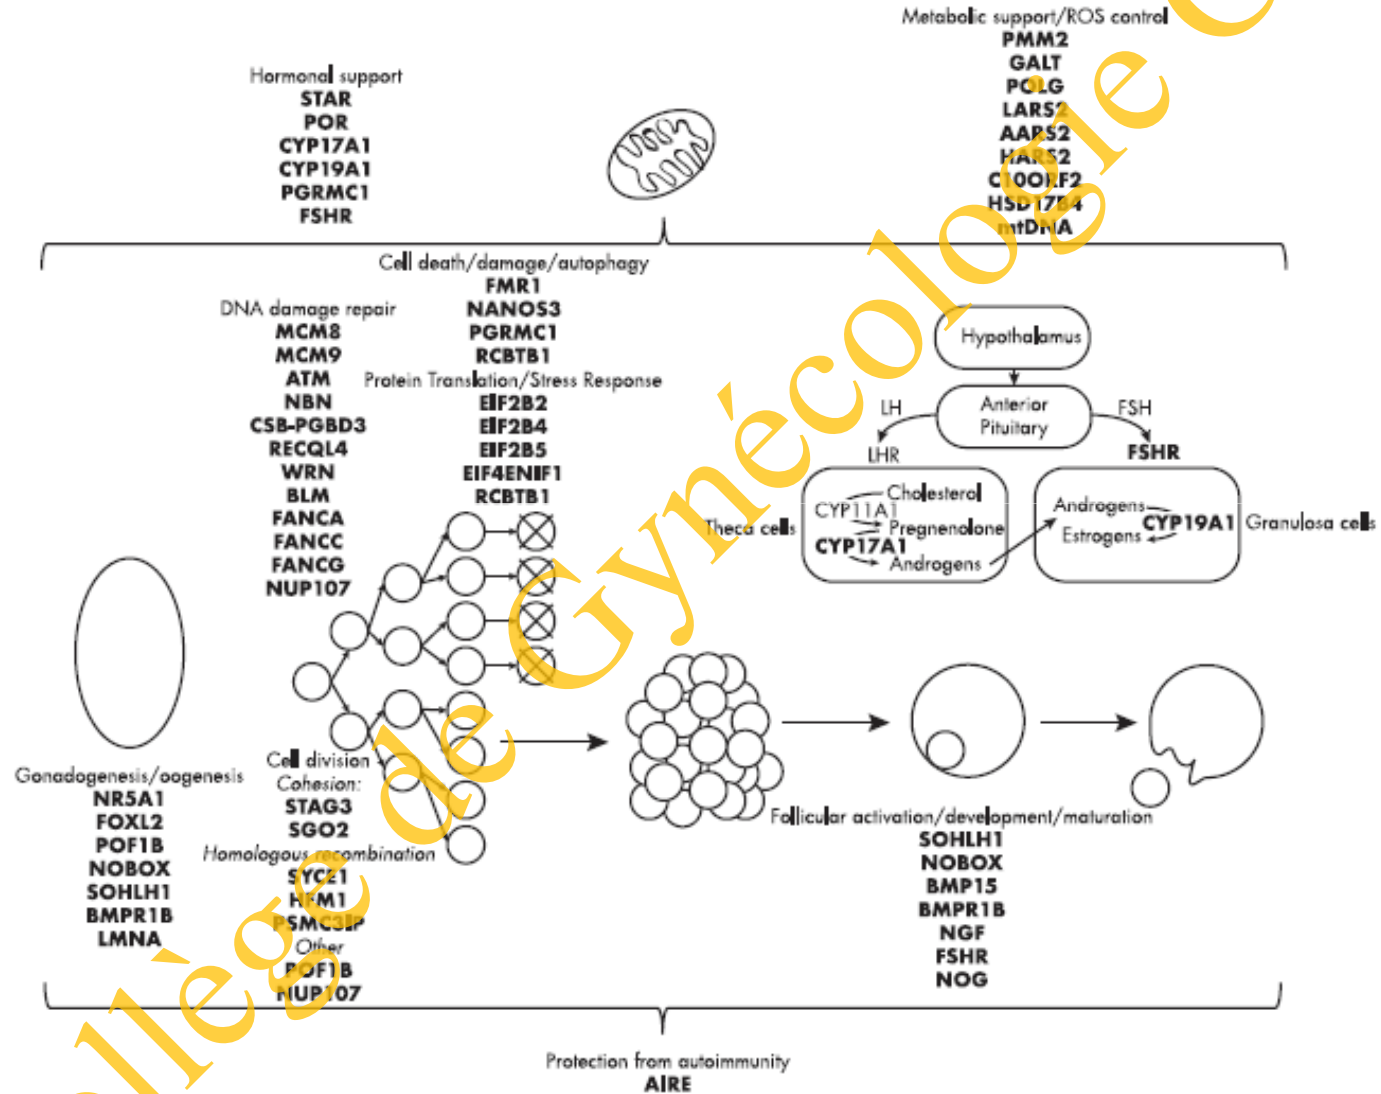 Metabolic support/ROS control
PMM2
GALT
POLG
LARS2
AARS2
HARS2
C10ORF2
HSD17B4
mtDNA
Hormonal support
STAR
POR
CYP17A1
CYP19A1
PGRMC1
FSHR
Cell death/damage/autophagy
FMR1
NANOS3
PGRMC1
RCBTB1
DNA damage repair
MCM8
MCM9
ATM
NBN
CSB-PGBD3
RECQL4
WRN
BLM
FANCA
FANCC
FANCG
NUP107
Protein Translation/Stress Response
EIF2B2
EIF2B4
EIF2B5
EIF4ENIF1
RCBTB1
Hypothalamus
Anterior
Pituitary
LH
FSH
LHR
FSHR
Theca cells
Cholesterol
CYP11A1
Pregnenolone
CYP17A1
Androgens
Androgens
CYP19A1
Estrogens
Granulosa cells
Gonadogenesis/oogenesis
NR5A1
FOXL2
POF1B
NOBOX
SOHLH1
BMPR1B
LMNA
Cell division
Cohesion:
STAG3
SGO2
Homologous recombination
SYCE1
HFM1
PSMC3IP
Other
POF1B
NUP107
Follicular activation/development/maturation
SOHLH1
NOBOX
BMP15
BMPR1B
NGF
FSHR
NOG
Protection from autoimmunity
AIRE
llège de Gynécologie